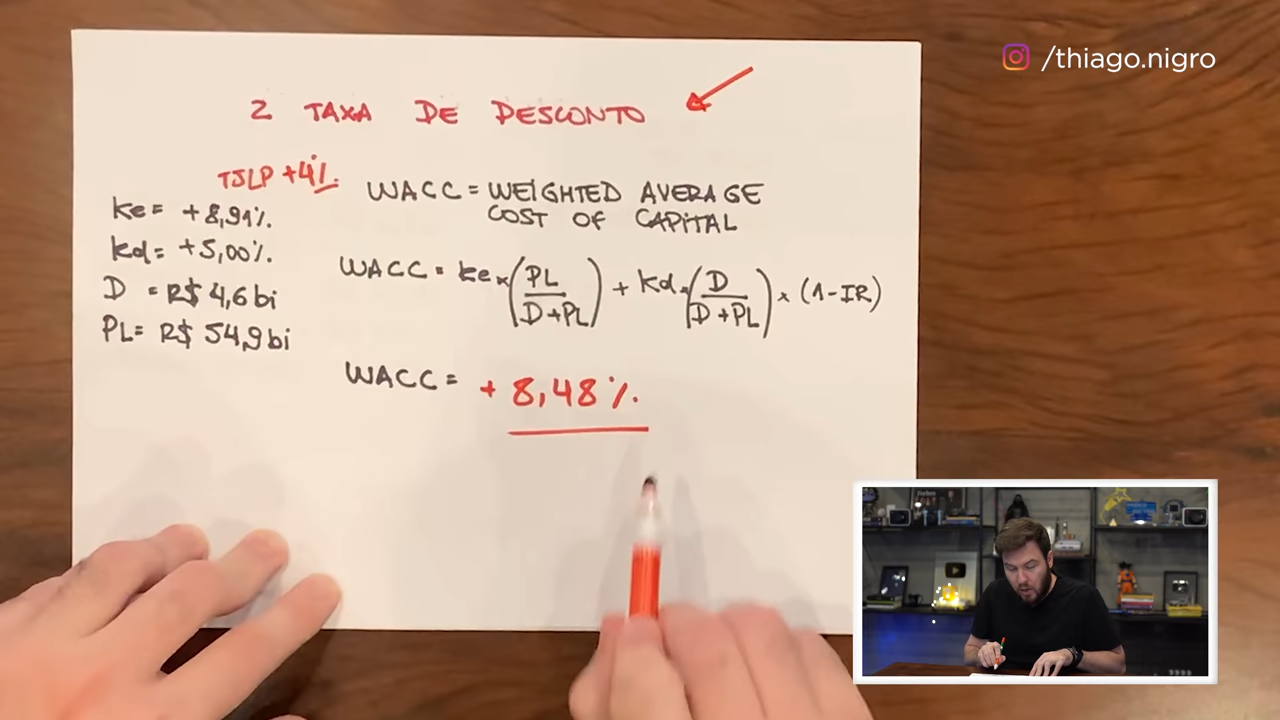 /thiago.nigro
2 TAXA DE DESCONTO
TJLP +4%
Ke = +8,91%
Kd = +5,00%
D = R$ 4,6 bi
PL = R$ 54,9 bi
WACC = WEIGHTED AVERAGE
COST OF CAPITAL
WACC = Ke × (PL / D+PL) + Kd × (D / D+PL) × (1-IR)
WACC = + 8,48%